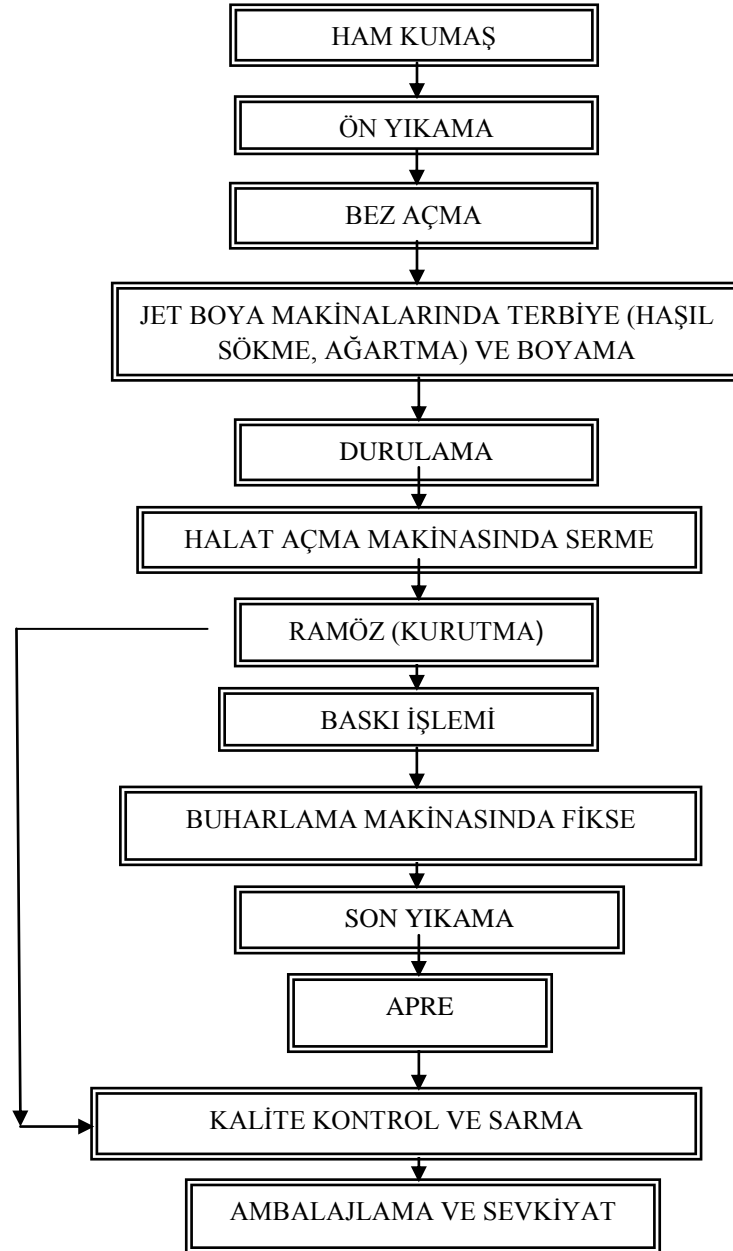 HAM KUMAŞ
ÖN YIKAMA
BEZ AÇMA
JET BOYA MAKİNALARINDA TERBİYE (HAŞIL
SÖKME, AĞARTMA) VE BOYAMA
DURULAMA
HALAT AÇMA MAKİNASINDA SERME
RAMÖZ (KURUTMA)
BASKI İŞLEMİ
BUHARLAMA MAKİNASINDA FİKSE
SON YIKAMA
APRE
KALİTE KONTROL VE SARMA
AMBALAJLAMA VE SEVKİYAT